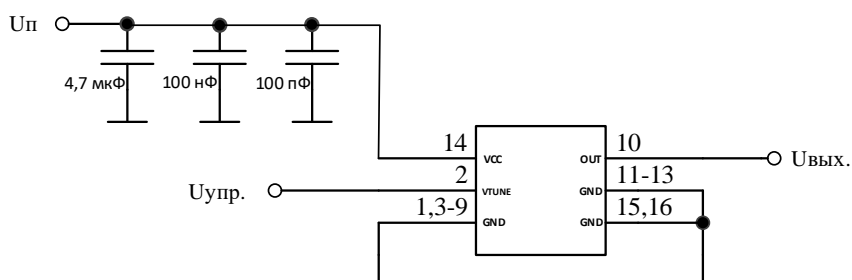 Uп
4,7 мкФ 100 нФ 100 пФ
14 VCC OUT 10 Uвых.
Uупр. 2 VTUNE GND 11-13
1,3-9 GND GND 15,16